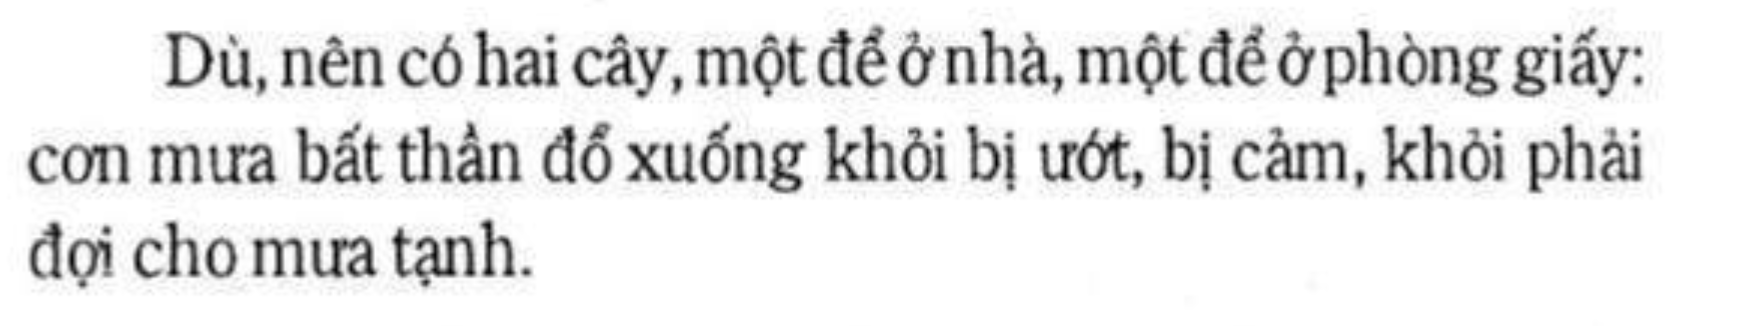 Dù, nên có hai cây, một để ở nhà, một để ở phòng giấy:
cơn mưa bất thần đổ xuống khỏi bị ướt, bị cảm, khỏi phải
đợi cho mưa tạnh.